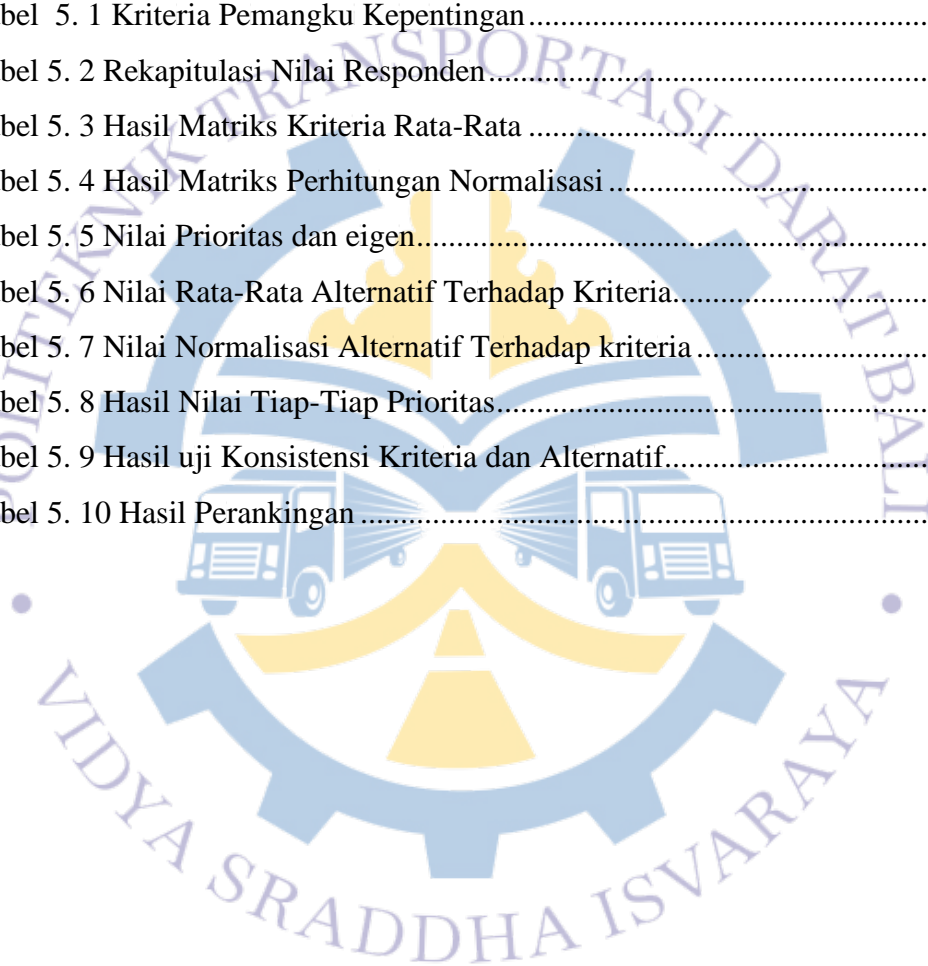 bel  5. 1 Kriteria Pemangku Kepentingan........................................................
bel 5. 2 Rekapitulasi Nilai Responden.............................................................
bel 5. 3 Hasil Matriks Kriteria Rata-Rata ........................................................
bel 5. 4 Hasil Matriks Perhitungan Normalisasi .............................................
bel 5. 5 Nilai Prioritas dan eigen......................................................................
bel 5. 6 Nilai Rata-Rata Alternatif Terhadap Kriteria.....................................
bel 5. 7 Nilai Normalisasi Alternatif Terhadap kriteria ..................................
bel 5. 8 Hasil Nilai Tiap-Tiap Prioritas............................................................
bel 5. 9 Hasil uji Konsistensi Kriteria dan Alternatif......................................
bel 5. 10 Hasil Perankingan .............................................................................
POLITEKNIK TRANSPORTASI DARAT BALI
VIDYA SRADDHA ISVARAYA